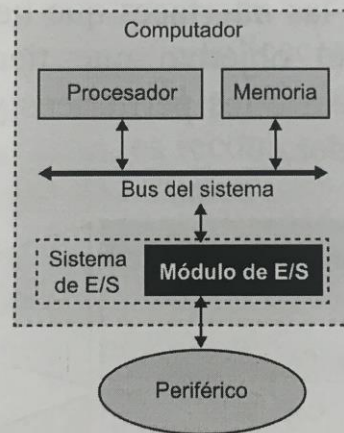 Computador
Procesador
Memoria
Bus del sistema
Sistema
de E/S
Módulo de E/S
Periférico